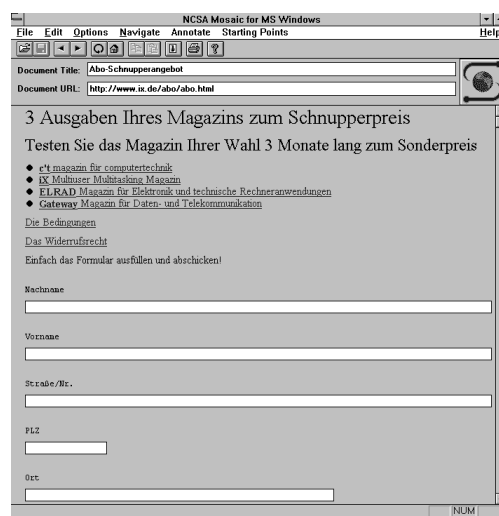 NCSA Mosaic for MS Windows
File Edit Options Navigate Annotate Starting Points Help
Document Title: Abo-Schnupperangebot
Document URL: http://www.ix.de/abo/abo.html
3 Ausgaben Ihres Magazins zum Schnupperpreis
Testen Sie das Magazin Ihrer Wahl 3 Monate lang zum Sonderpreis
c't magazin für computertechnik
iX Multiuser Multitasking Magazin
ELRAD Magazin für Elektronik und technische Rechneranwendungen
Gateway Magazin für Daten- und Telekommunikation
Die Bedingungen
Das Widerrufsrecht
Einfach das Formular ausfüllen und abschicken!
Nachname
Vorname
Straße/Nr.
PLZ
Ort
NUM